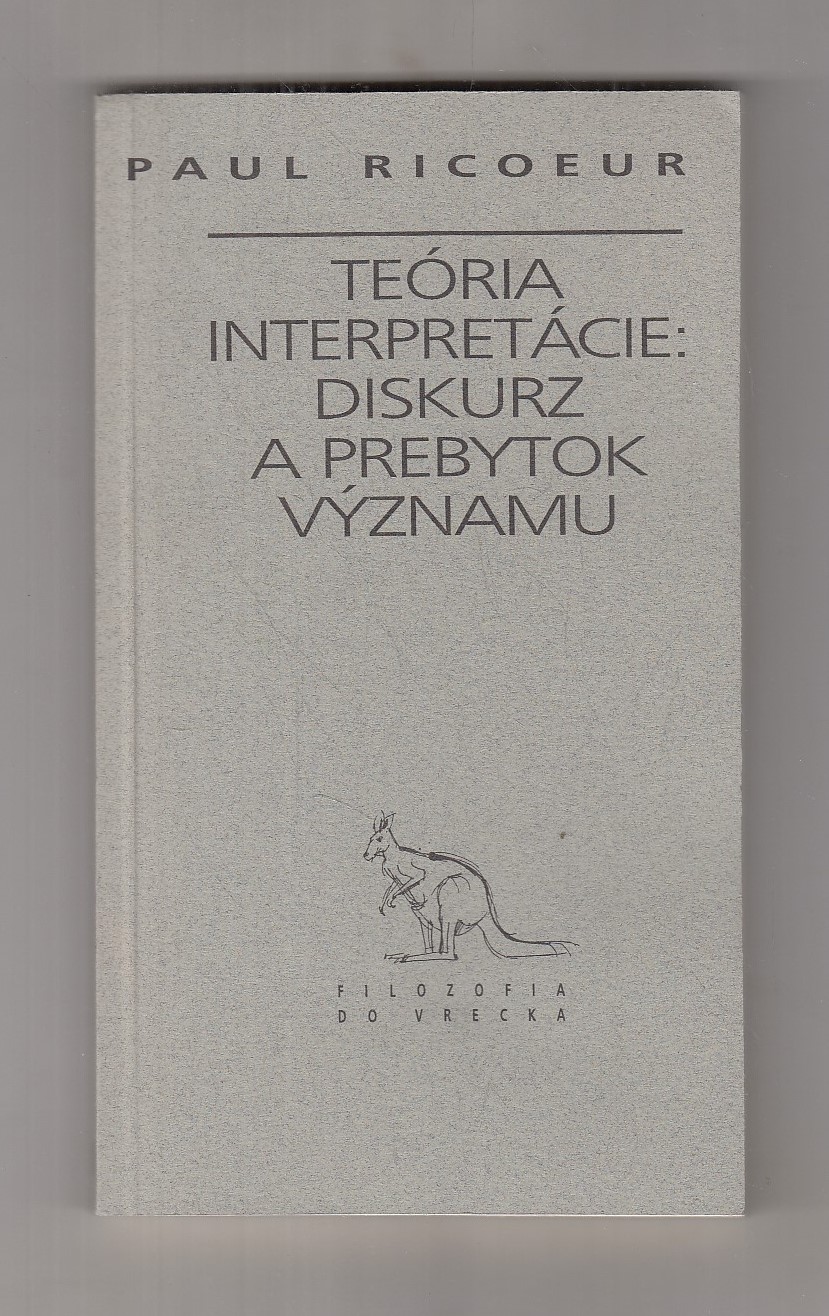 PAUL RICOEUR
TEÓRIA
INTERPRETÁCIE:
DISKURZ
A PREBYTOK
VÝZNAMU
FILOZOFIA
DO VRECKA